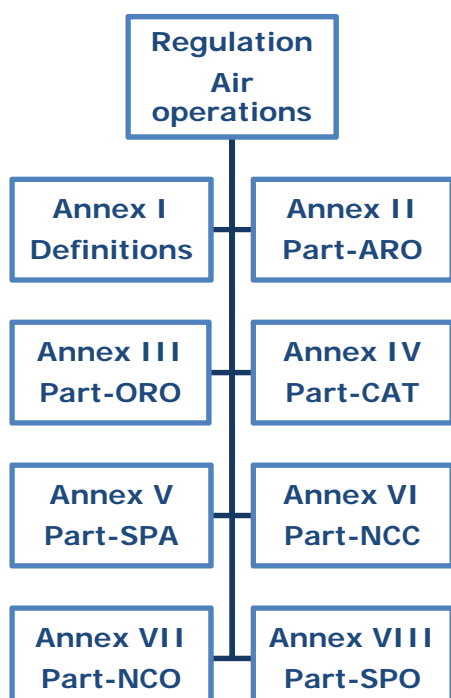 Regulation
Air
operations
Annex I
Definitions
Annex II
Part-ARO
Annex III
Part-ORO
Annex IV
Part-CAT
Annex V
Part-SPA
Annex VI
Part-NCC
Annex VII
Part-NCO
Annex VIII
Part-SPO